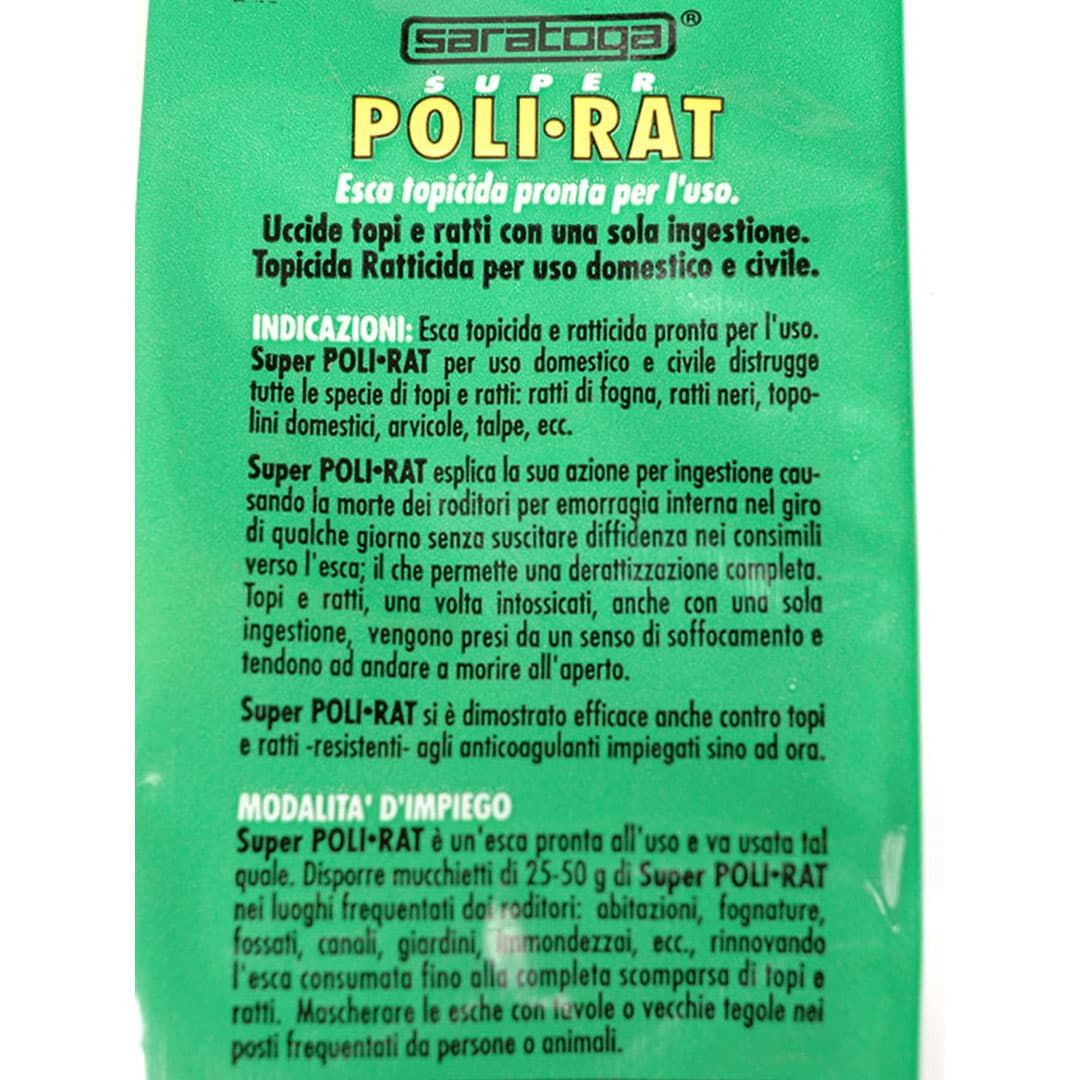 saratoga®
SUPER
POLI•RAT
Esca topicida pronta per l'uso.
Uccide topi e ratti con una sola ingestione.
Topicida Ratticida per uso domestico e civile.
INDICAZIONI: Esca topicida e ratticida pronta per l'uso.
Super POLI•RAT per uso domestico e civile distrugge
tutte le specie di topi e ratti: ratti di fogna, ratti neri, topo-
lini domestici, arvicole, talpe, ecc.
Super POLI•RAT esplica la sua azione per ingestione cau-
sando la morte dei roditori per emorragia interna nel giro
di qualche giorno senza suscitare diffidenza nei consimili
verso l'esca; il che permette una derattizzazione completa.
Topi e ratti, una volta intossicati, anche con una sola
ingestione, vengono presi da un senso di soffocamento e
tendono ad andare a morire all'aperto.
Super POLI•RAT si è dimostrato efficace anche contro topi
e ratti -resistenti- agli anticoagulanti impiegati sino ad ora.
MODALITA' D'IMPIEGO
Super POLI•RAT è un'esca pronta all'uso e va usata tal
quale. Disporre mucchietti di 25-50 g di Super POLI•RAT
nei luoghi frequentati dai roditori: abitazioni, fognature,
fossati, canali, giardini, immondezzai, ecc., rinnovando
l'esca consumata fino alla completa scomparsa di topi e
ratti. Mascherare le esche con tavole o vecchie tegole nei
posti frequentati da persone o animali.